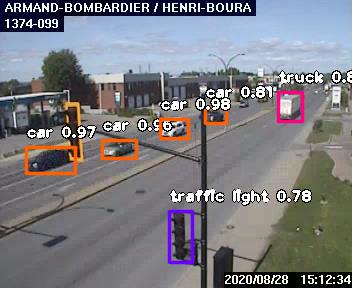 ARMAND-BOMBARDIER / HENRI-BOURA
1374-099
truck 0.8
car 0.81
car 0.98
car 0.96
car 0.97
traffic light 0.78
2020/08/28 15:12:34